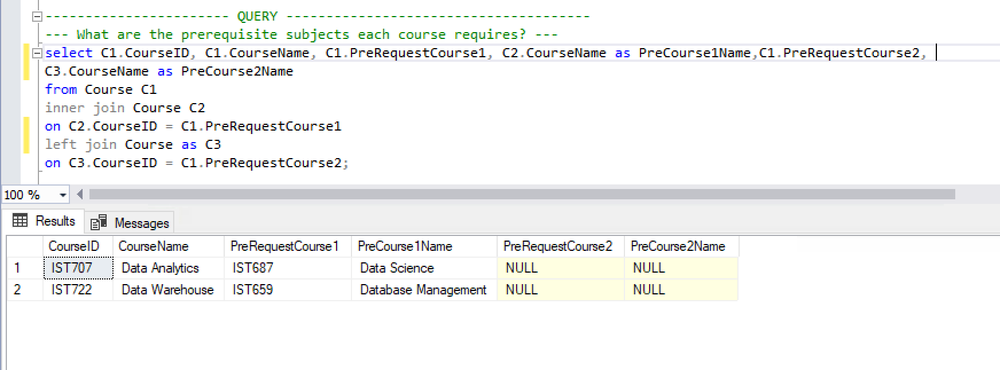 ----------------------- QUERY --------------------------------------
--- What are the prerequisite subjects each course requires? ---
select C1.CourseID, C1.CourseName, C1.PreRequestCourse1, C2.CourseName as PreCourse1Name,C1.PreRequestCourse2,
C3.CourseName as PreCourse2Name
from Course C1
inner join Course C2
on C2.CourseID = C1.PreRequestCourse1
left join Course as C3
on C3.CourseID = C1.PreRequestCourse2;
100 %
Results Messages
CourseID CourseName PreRequestCourse1 PreCourse1Name PreRequestCourse2 PreCourse2Name
1 IST707 Data Analytics IST687 Data Science NULL NULL
2 IST722 Data Warehouse IST659 Database Management NULL NULL